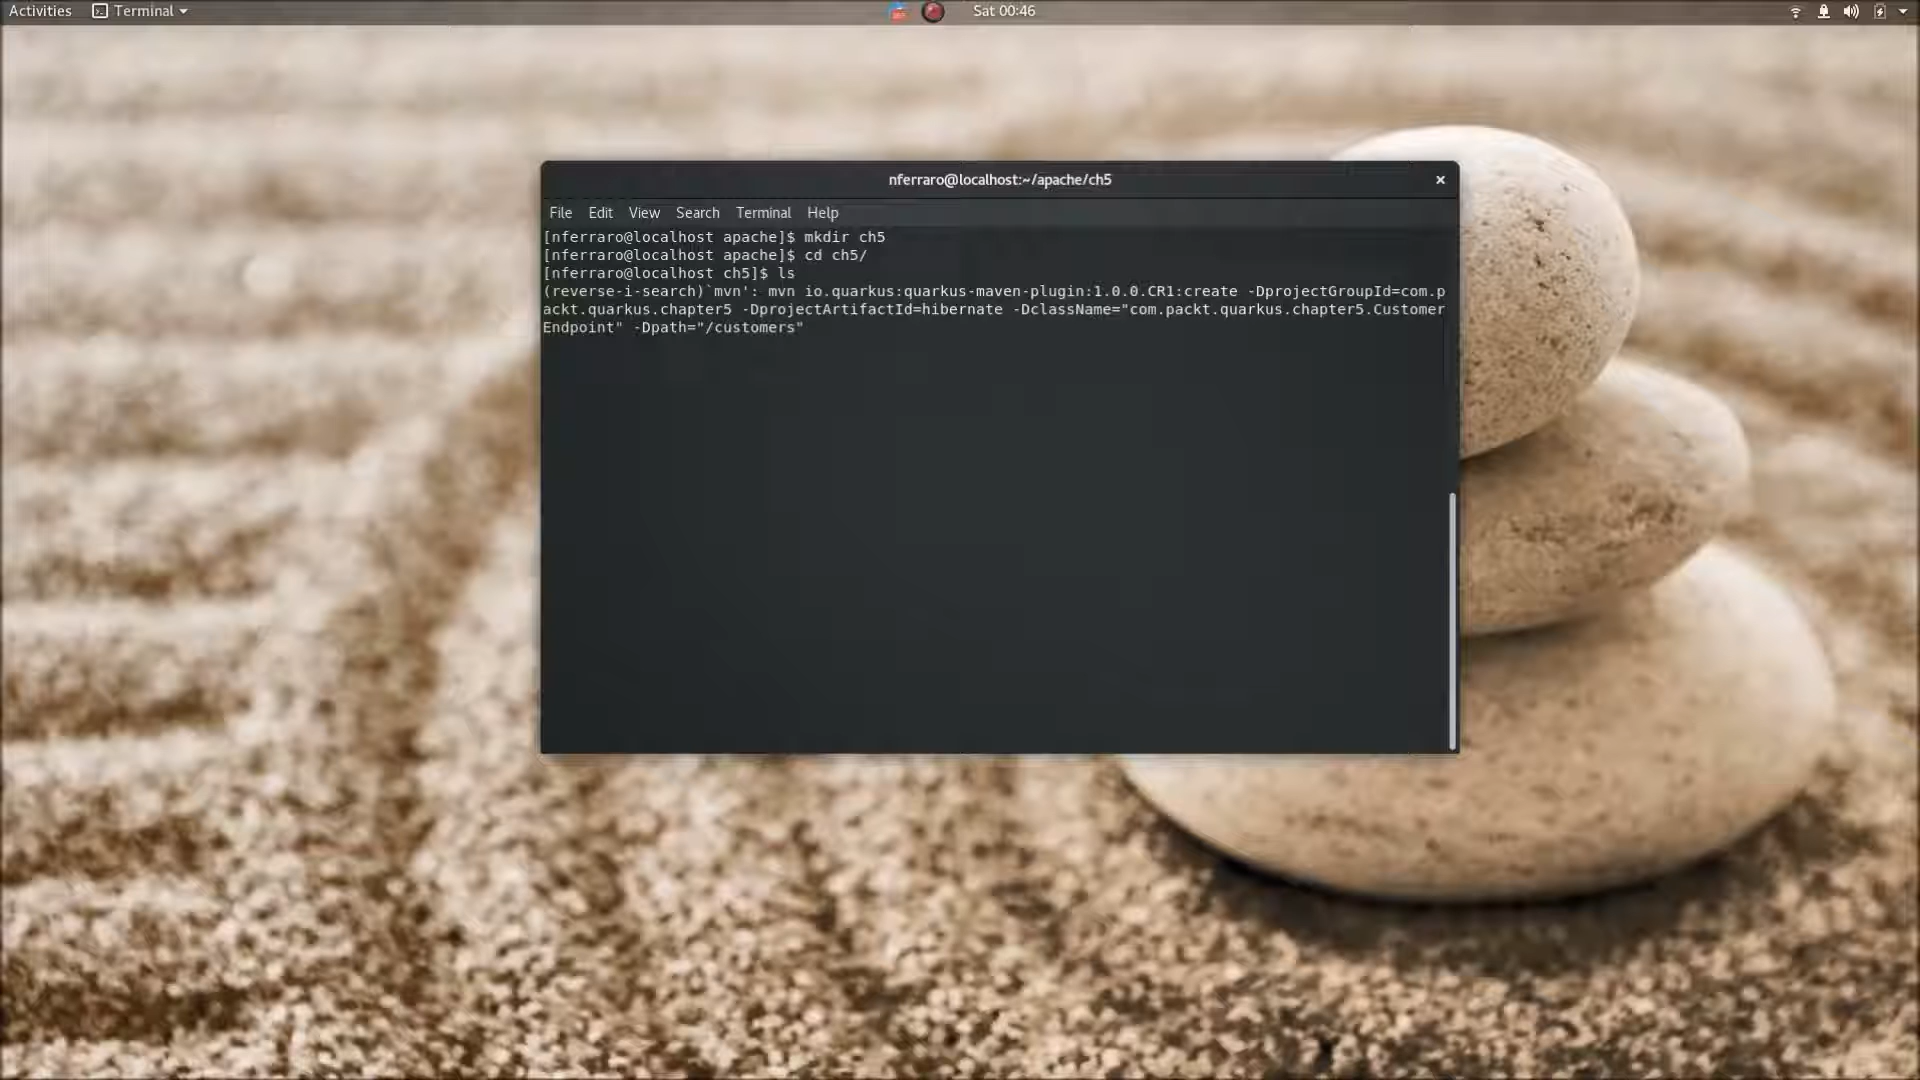 Activities Terminal Sat 00:46
nferraro@localhost:~/apache/ch5
File Edit View Search Terminal Help
[nferraro@localhost apache]$ mkdir ch5
[nferraro@localhost apache]$ cd ch5/
[nferraro@localhost ch5]$ ls
(reverse-i-search)`mvn': mvn io.quarkus:quarkus-maven-plugin:1.0.0.CR1:create -DprojectGroupId=com.p
ackt.quarkus.chapter5 -DprojectArtifactId=hibernate -DclassName="com.packt.quarkus.chapter5.Customer
Endpoint" -Dpath="/customers"